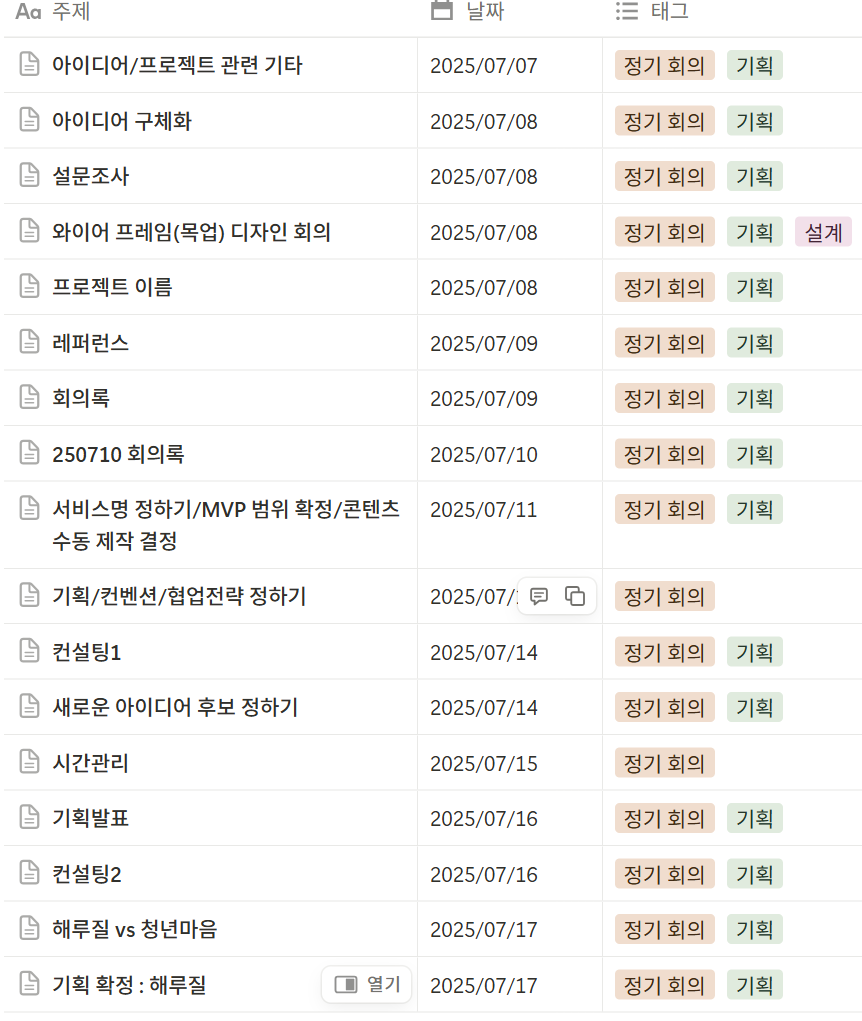 Aa 주제 날짜 태그
아이디어/프로젝트 관련 기타 2025/07/07 정기 회의 기획
아이디어 구체화 2025/07/08 정기 회의 기획
설문조사 2025/07/08 정기 회의 기획
와이어 프레임(목업) 디자인 회의 2025/07/08 정기 회의 기획 설계
프로젝트 이름 2025/07/08 정기 회의 기획
레퍼런스 2025/07/09 정기 회의 기획
회의록 2025/07/09 정기 회의 기획
250710 회의록 2025/07/10 정기 회의 기획
서비스명 정하기/MVP 범위 확정/콘텐츠 2025/07/11 정기 회의 기획
수동 제작 결정
기획/컨벤션/협업전략 정하기 2025/07/ 정기 회의
컨설팅1 2025/07/14 정기 회의 기획
새로운 아이디어 후보 정하기 2025/07/14 정기 회의 기획
시간관리 2025/07/15 정기 회의
기획발표 2025/07/16 정기 회의 기획
컨설팅2 2025/07/16 정기 회의 기획
해루질 vs 청년마음 2025/07/17 정기 회의 기획
기획 확정 : 해루질 열기 2025/07/17 정기 회의 기획